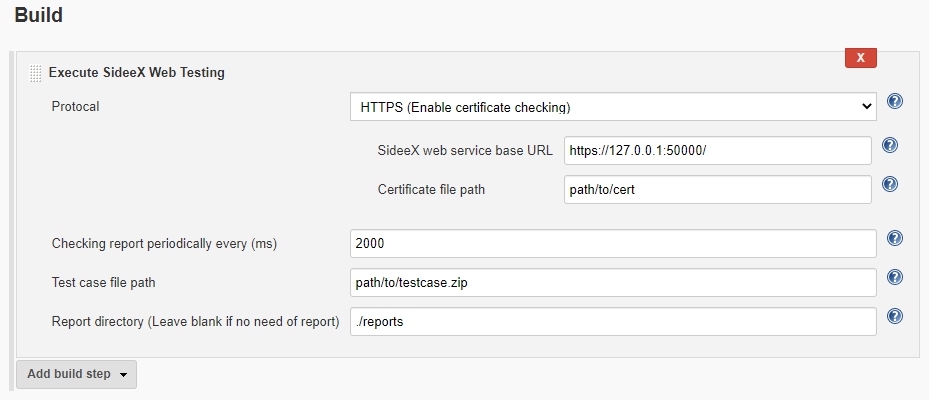 Build
Execute SideeX Web Testing
X
Protocal
HTTPS (Enable certificate checking)
?
SideeX web service base URL
https://127.0.0.1:50000/
?
Certificate file path
path/to/cert
?
Checking report periodically every (ms)
2000
?
Test case file path
path/to/testcase.zip
?
Report directory (Leave blank if no need of report)
./reports
?
Add build step